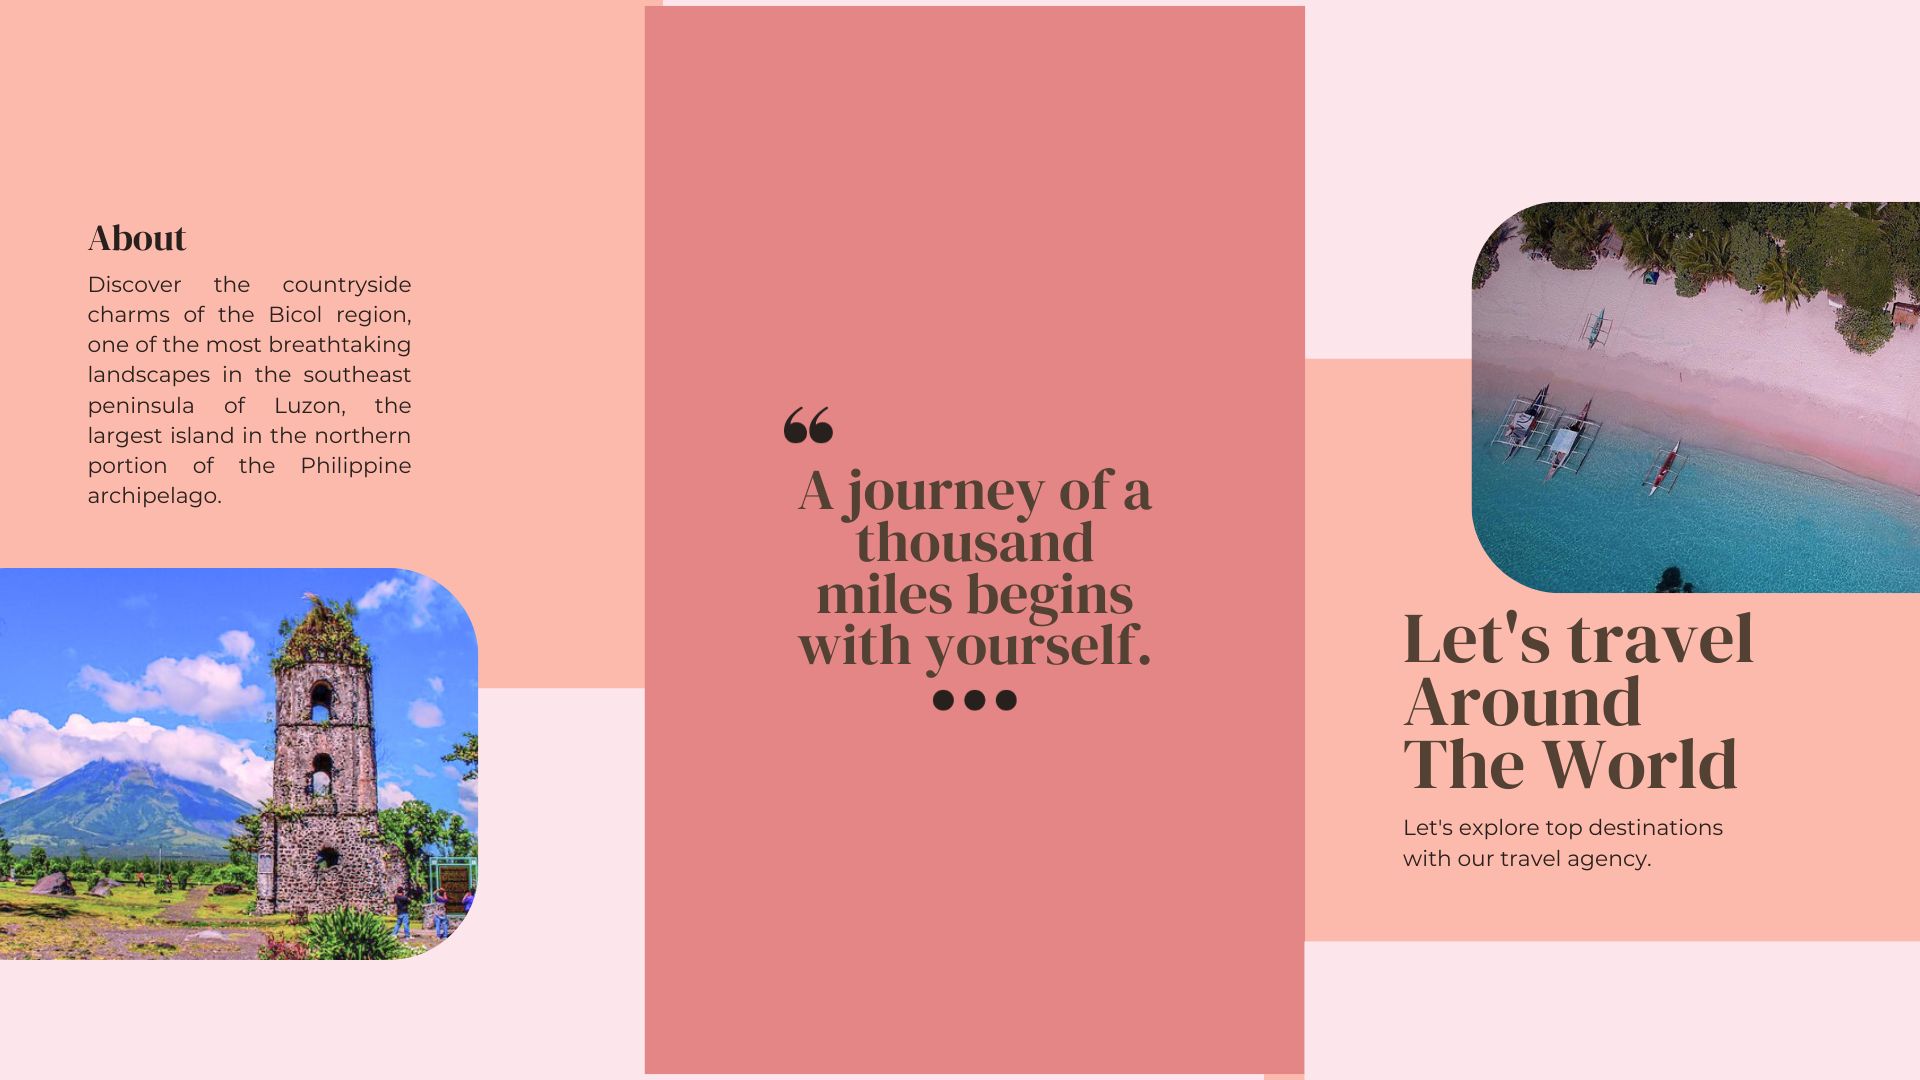 About
Discover the countryside
charms of the Bicol region,
one of the most breathtaking
landscapes in the southeast
peninsula of Luzon, the
largest island in the northern
portion of the Philippine
archipelago.
“
A journey of a
thousand
miles begins
with yourself.
Let's travel
Around
The World
Let's explore top destinations
with our travel agency.